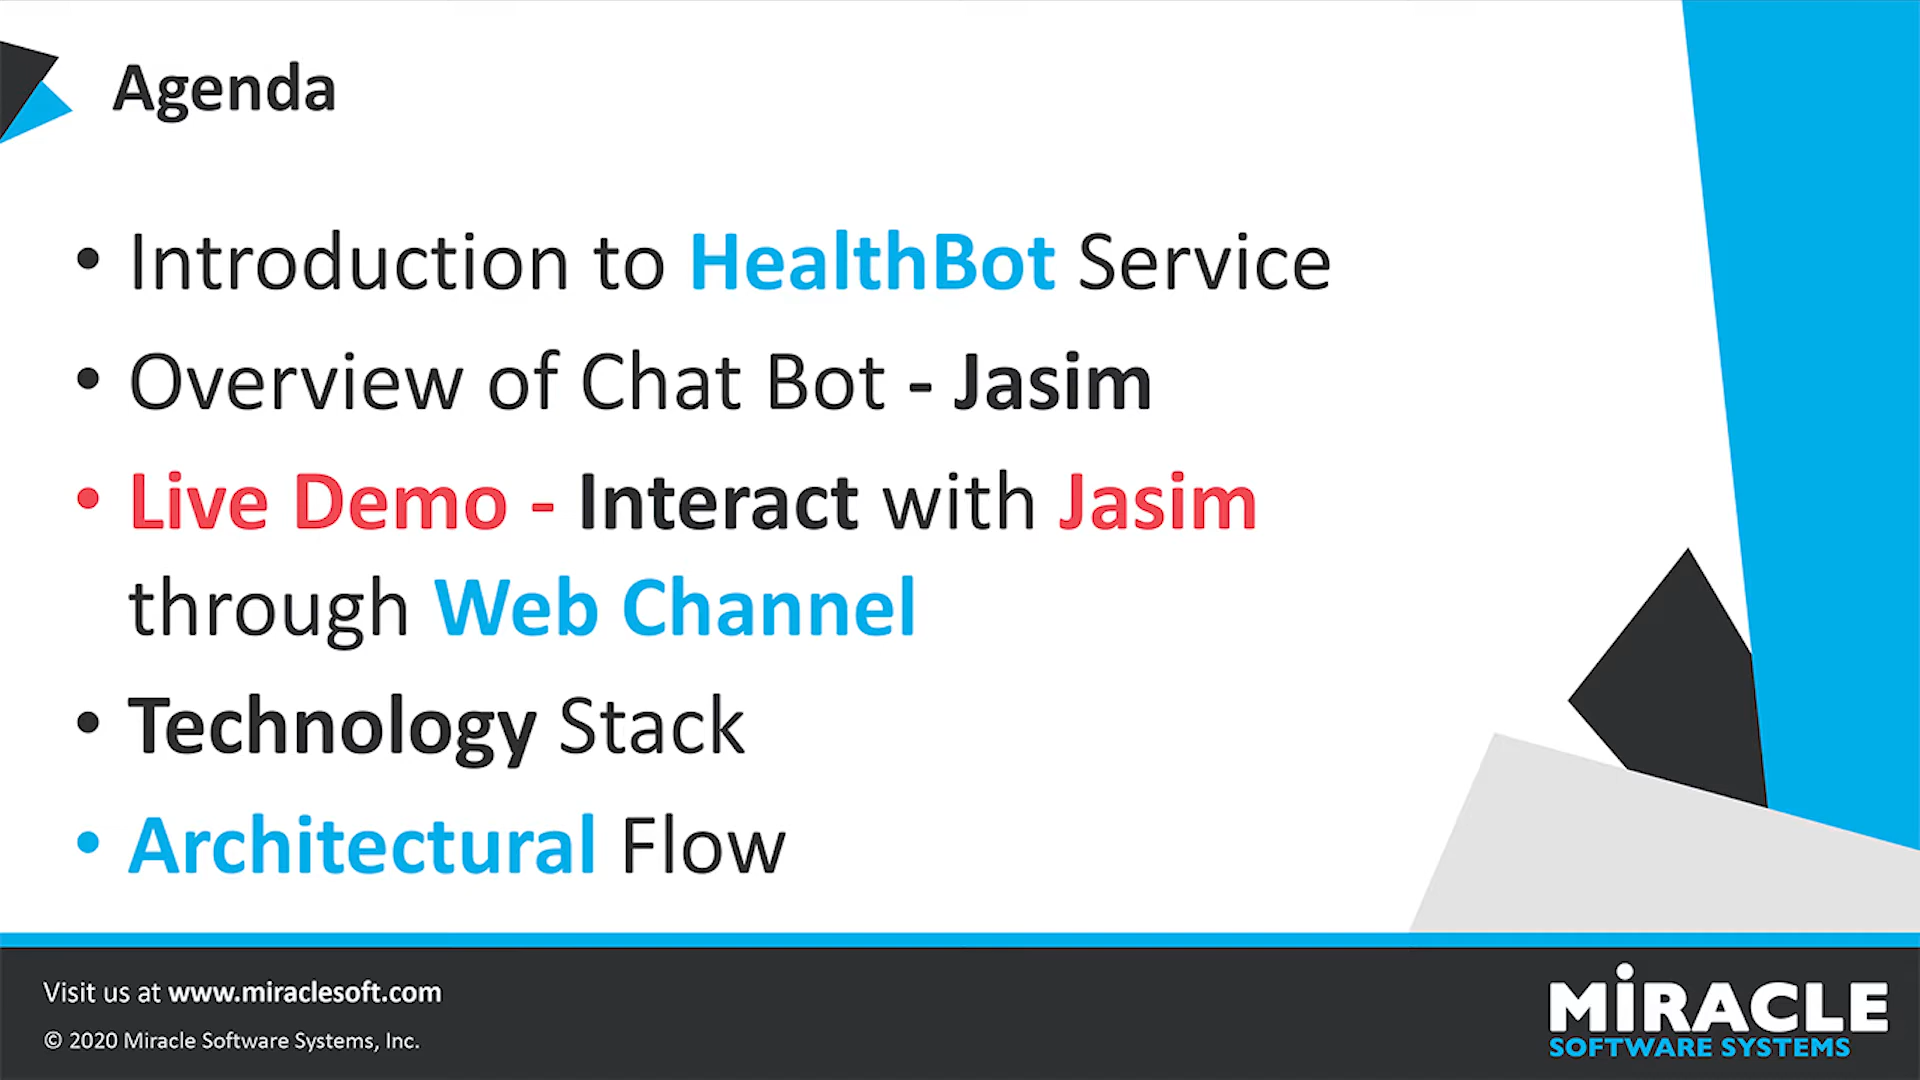 Agenda
• Introduction to HealthBot Service
• Overview of Chat Bot - Jasim
• Live Demo - Interact with Jasim
through Web Channel
• Technology Stack
• Architectural Flow
Visit us at www.miraclesoft.com
© 2020 Miracle Software Systems, Inc.
MiRACLE
SOFTWARE SYSTEMS